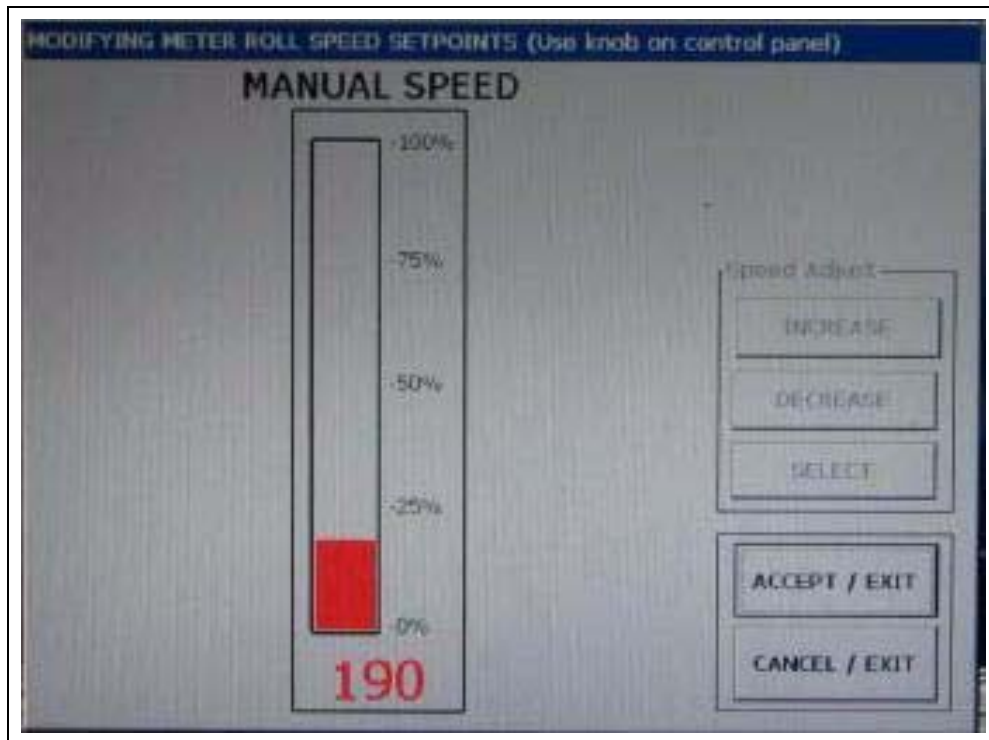 MODIFYING METER ROLL SPEED SETPOINTS (Use knob on control panel)
MANUAL SPEED
-100%
-75%
-50%
-25%
-0%
190
Speed Adjust
INCREASE
DECREASE
SELECT
ACCEPT / EXIT
CANCEL / EXIT